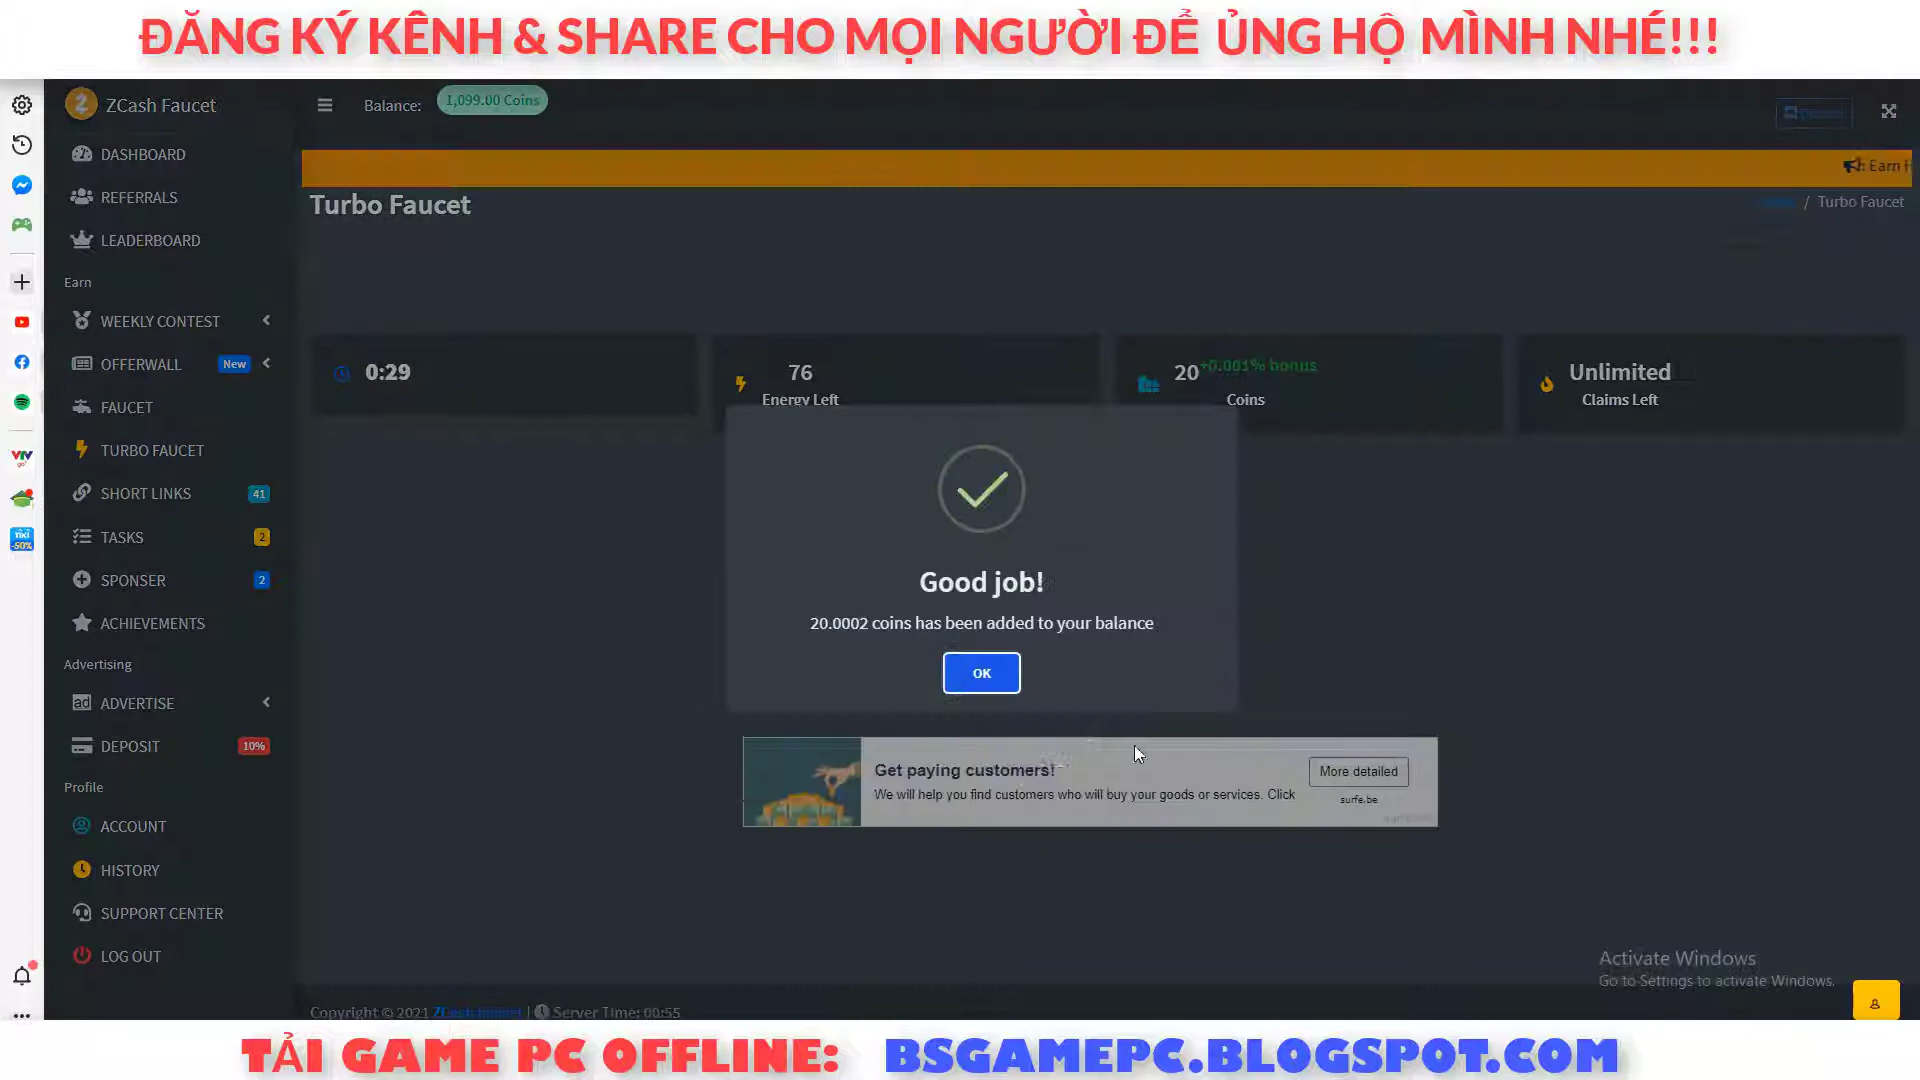 ĐĂNG KÝ KÊNH & SHARE CHO MỌI NGƯỜI ĐỂ ỦNG HỘ MÌNH NHÉ!!!
ZCash Faucet
Balance:
1,099.00 Coins
DASHBOARD
: Earn
REFERRALS
Turbo Faucet
/ Turbo Faucet
LEADERBOARD
Earn
WEEKLY CONTEST
OFFERWALL New
0:29
76
Energy Left
20 +0.001% bonus
Coins
Unlimited
Claims Left
FAUCET
TURBO FAUCET
SHORT LINKS 41
TASKS 2
SPONSER 2
ACHIEVEMENTS
Good job!
20.0002 coins has been added to your balance
OK
Advertising
ADVERTISE
DEPOSIT 10%
Get paying customers!
We will help you find customers who will buy your goods or services. Click
More detailed
surfe.be
Profile
ACCOUNT
HISTORY
SUPPORT CENTER
LOG OUT
VTV
go
TIKI
-50%
Activate Windows
Go to Settings to activate Windows.
Copyright © 2021 | Server Time: 00:55
TẢI GAME PC OFFLINE: BSGAMEPC.BLOGSPOT.COM